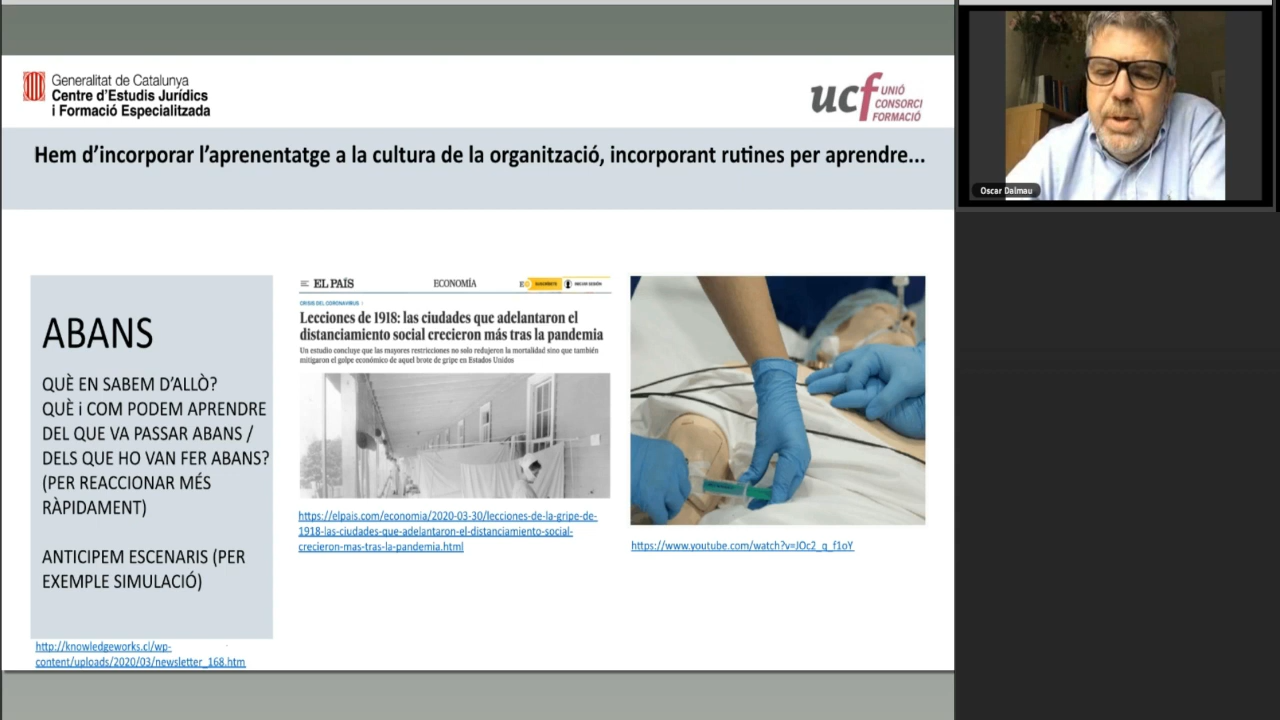 Generalitat de Catalunya
Centre d'Estudis Jurídics
i Formació Especialitzada
ucf UNIÓ
CONSORCI
FORMACIÓ
Hem d'incorporar l'aprenentatge a la cultura de la organització, incorporant rutines per aprendre...
ABANS
QUÈ EN SABEM D'ALLÒ?
QUÈ i COM PODEM APRENDRE
DEL QUE VA PASSAR ABANS /
DELS QUE HO VAN FER ABANS?
(PER REACCIONAR MÉS
RÀPIDAMENT)
ANTICIPEM ESCENARIS (PER
EXEMPLE SIMULACIÓ)
http://knowledgeworks.cl/wp-
content/uploads/2020/03/newsletter_168.htm
EL PAÍS
ECONOMÍA
SUSCRÍBETE
INICIAR SESIÓN
CRISIS DEL CORONAVIRUS
Lecciones de 1918: las ciudades que adelantaron el
distanciamiento social crecieron más tras la pandemia
Un estudio concluye que las mayores restricciones no solo redujeron la mortalidad sino que también
mitigaron el golpe económico de aquel brote de gripe en Estados Unidos
https://elpais.com/economia/2020-03-30/lecciones-de-la-gripe-de-
1918-las-ciudades-que-adelantaron-el-distanciamiento-social-
crecieron-mas-tras-la-pandemia.html
https://www.youtube.com/watch?v=JOc2_q_f1oY
Oscar Dalmau